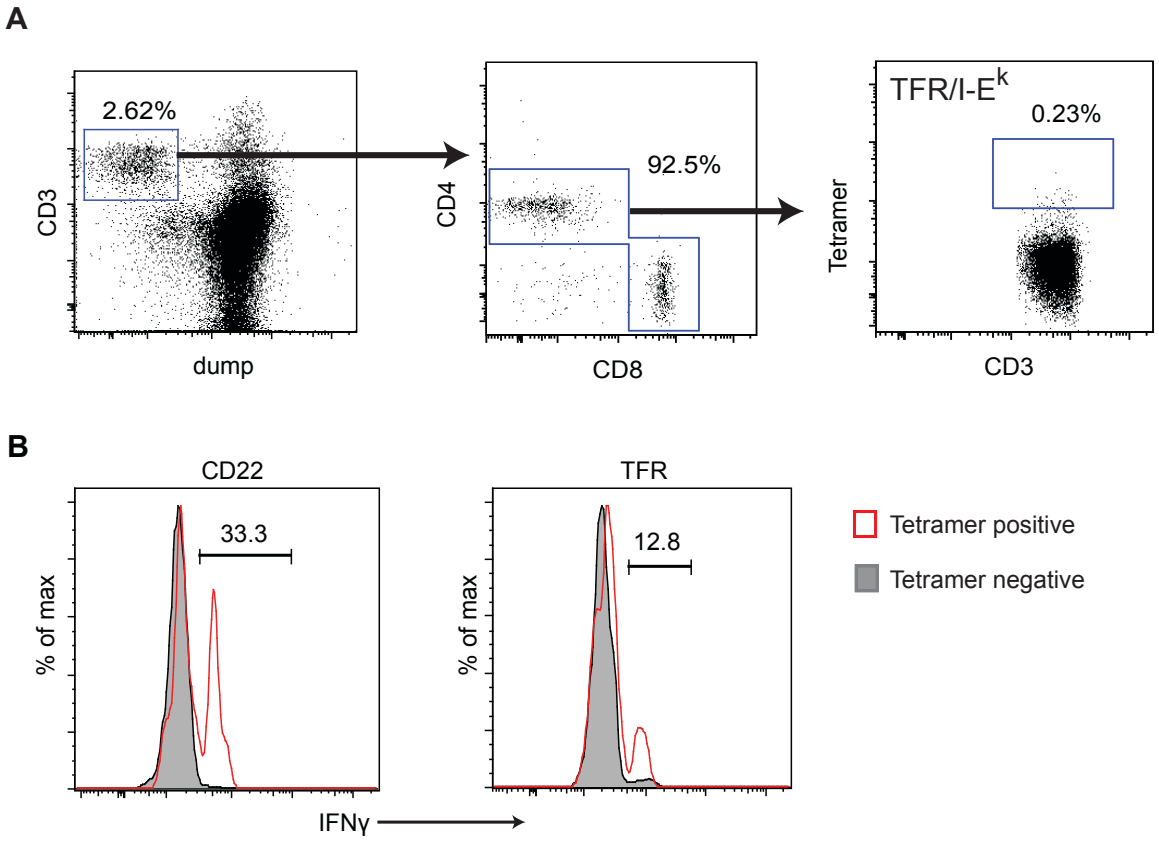 A
2.62%
CD3
dump
92.5%
CD4
CD8
TFR/I-Eᵏ
0.23%
Tetramer
CD3
B
CD22
33.3
% of max
TFR
12.8
% of max
IFNγ
Tetramer positive
Tetramer negative